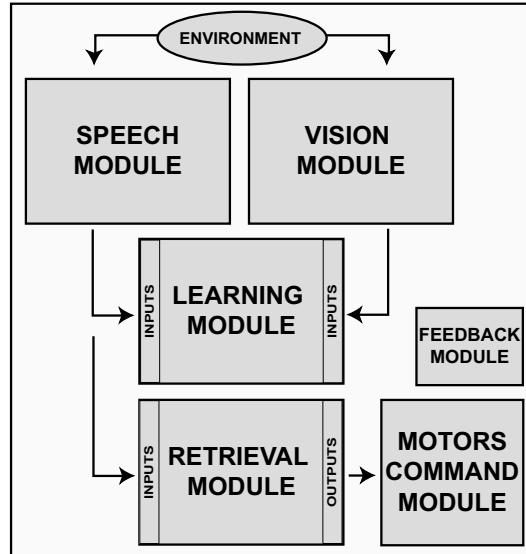 ENVIRONMENT
SPEECH
MODULE
VISION
MODULE
INPUTS
LEARNING
MODULE
INPUTS
FEEDBACK
MODULE
INPUTS
RETRIEVAL
MODULE
OUTPUTS
MOTORS
COMMAND
MODULE